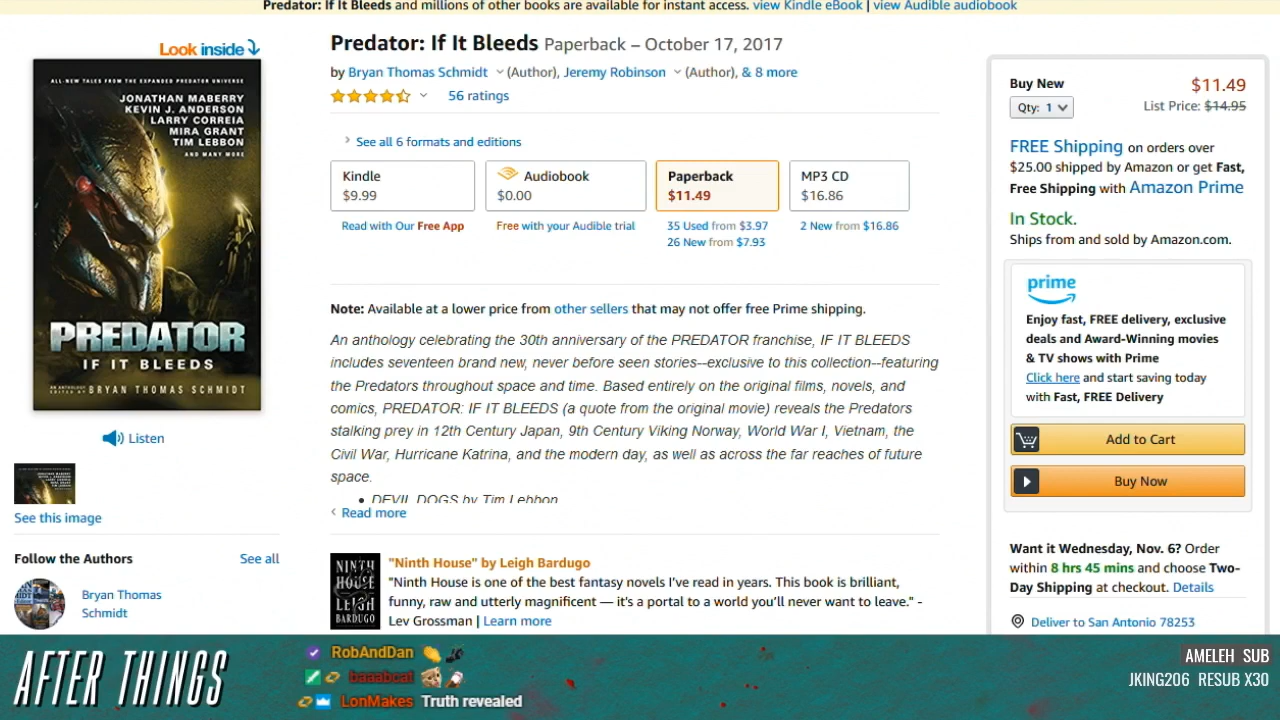 Predator: If It Bleeds and millions of other books are available for instant access. view Kindle eBook | view Audible audiobook
Look inside
ALL-NEW TALES FROM THE EXPANDED PREDATOR UNIVERSE
JONATHAN MABERRY
KEVIN J. ANDERSON
LARRY CORREIA
MIRA GRANT
TIM LEBBON
AND MANY MORE
PREDATOR
IF IT BLEEDS
AN ANTHOLOGY EDITED BY BRYAN THOMAS SCHMIDT
Listen
See this image
Follow the Authors See all
Bryan Thomas
Schmidt
Predator: If It Bleeds Paperback – October 17, 2017
by Bryan Thomas Schmidt (Author), Jeremy Robinson (Author), & 8 more
56 ratings
See all 6 formats and editions
Kindle
$9.99
Read with Our Free App
Audiobook
$0.00
Free with your Audible trial
Paperback
$11.49
35 Used from $3.97
26 New from $7.93
MP3 CD
$16.86
2 New from $16.86
Note: Available at a lower price from other sellers that may not offer free Prime shipping.
An anthology celebrating the 30th anniversary of the PREDATOR franchise, IF IT BLEEDS
includes seventeen brand new, never before seen stories--exclusive to this collection--featuring
the Predators throughout space and time. Based entirely on the original films, novels, and
comics, PREDATOR: IF IT BLEEDS (a quote from the original movie) reveals the Predators
stalking prey in 12th Century Japan, 9th Century Viking Norway, World War I, Vietnam, the
Civil War, Hurricane Katrina, and the modern day, as well as across the far reaches of future
space.
• DEVIL DOGS by Tim Lebbon
Read more
NINTH
HOUSE
LEIGH
BARDUGO
"Ninth House" by Leigh Bardugo
"Ninth House is one of the best fantasy novels I've read in years. This book is brilliant,
funny, raw and utterly magnificent — it's a portal to a world you'll never want to leave." -
Lev Grossman | Learn more
Buy New $11.49
Qty: 1 List Price: $14.95
FREE Shipping on orders over
$25.00 shipped by Amazon or get Fast,
Free Shipping with Amazon Prime
In Stock.
Ships from and sold by Amazon.com.
prime
Enjoy fast, FREE delivery, exclusive
deals and Award-Winning movies
& TV shows with Prime
Click here and start saving today
with Fast, FREE Delivery
Add to Cart
Buy Now
Want it Wednesday, Nov. 6? Order
within 8 hrs 45 mins and choose Two-
Day Shipping at checkout. Details
Deliver to San Antonio 78253
AFTER THINGS
RobAndDan
baaabcat
LonMakes Truth revealed
AMELEH SUB
JKING206 RESUB X30